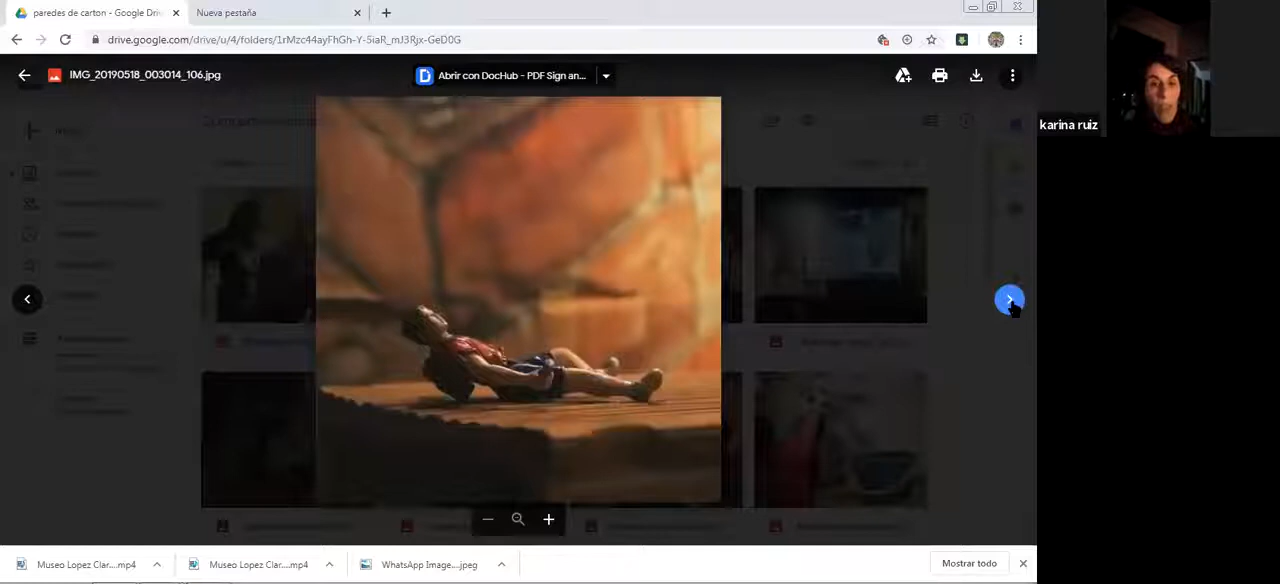 paredes de carton - Google Driv
Nueva pestaña
drive.google.com/drive/u/4/folders/1rMzc44ayFhGh-Y-5iaR_mJ3Rjx-GeD0G
IMG_20190518_003014_106.jpg
Abrir con DocHub - PDF Sign an...
karina ruiz
Museo Lopez Clar....mp4
Museo Lopez Clar....mp4
WhatsApp Image....jpeg
Mostrar todo